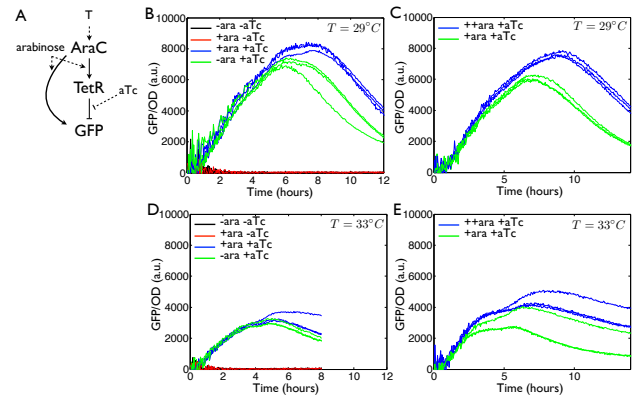 A
T
arabinose
AraC
TetR
aTc
GFP
B
10000
8000
6000
4000
2000
0
GFP/OD (a.u.)
-ara -aTc
+ara -aTc
+ara +aTc
-ara +aTc
T = 29°C
0 2 4 6 8 10 12
Time (hours)
C
10000
8000
6000
4000
2000
0
GFP/OD (a.u.)
++ara +aTc
+ara +aTc
T = 29°C
0 5 10
Time (hours)
D
10000
8000
6000
4000
2000
0
GFP/OD (a.u.)
-ara -aTc
+ara -aTc
+ara +aTc
-ara +aTc
T = 33°C
0 2 4 6 8 10 12
Time (hours)
E
10000
8000
6000
4000
2000
0
GFP/OD (a.u.)
++ara +aTc
+ara +aTc
T = 33°C
0 5 10
Time (hours)